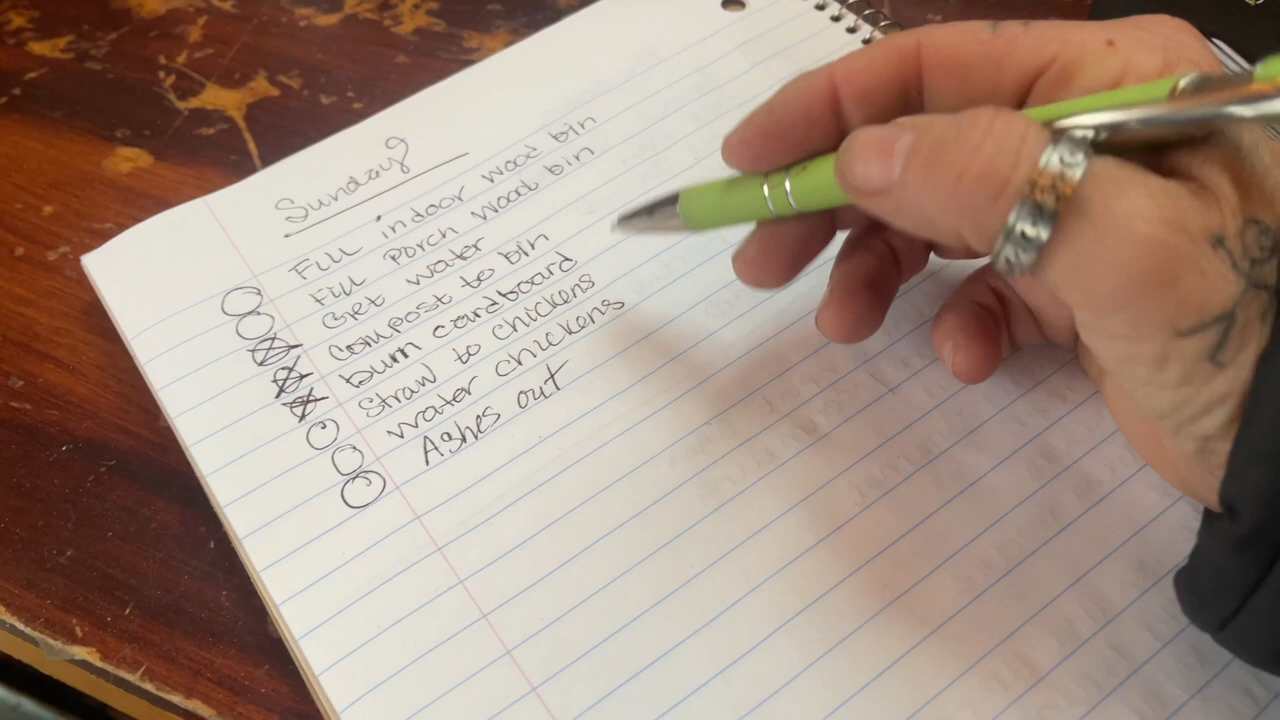 Sunday
Fill indoor wood bin
Fill porch wood bin
Get water
compost to bin
burn cardboard
straw to chickens
water chickens
Ashes out